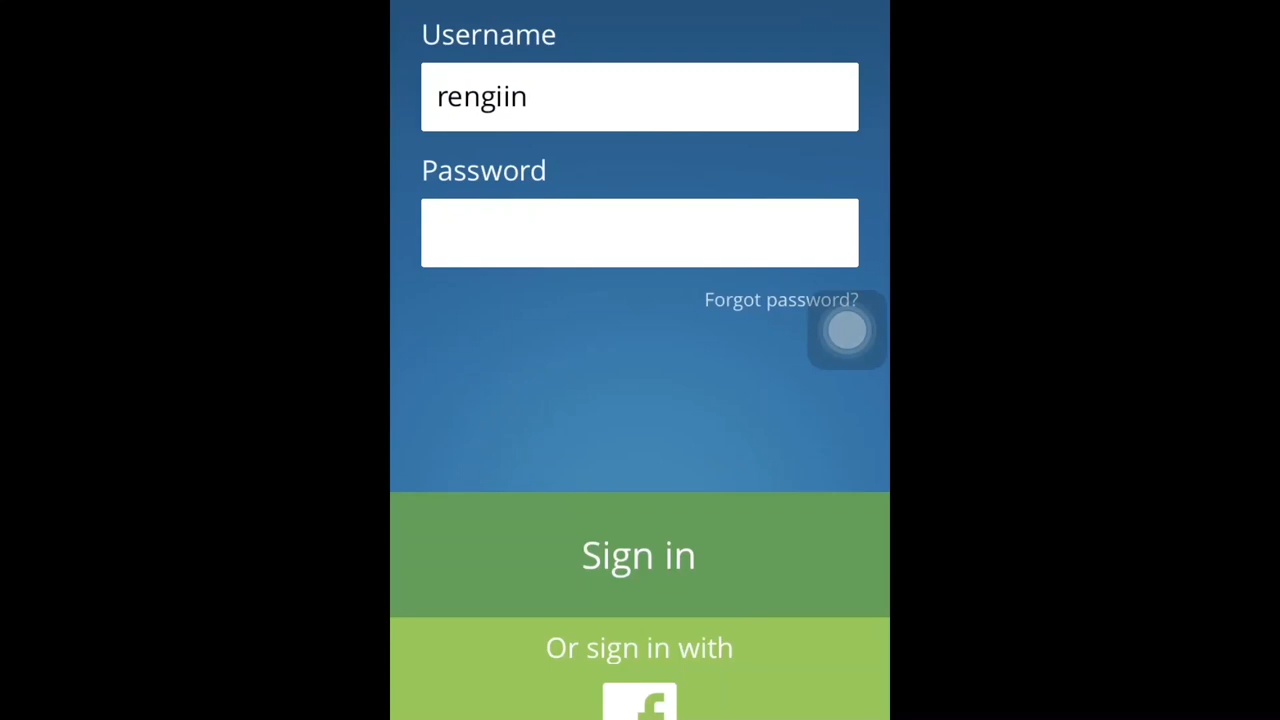 Username
rengiin
Password
Forgot password?
Sign in
Or sign in with